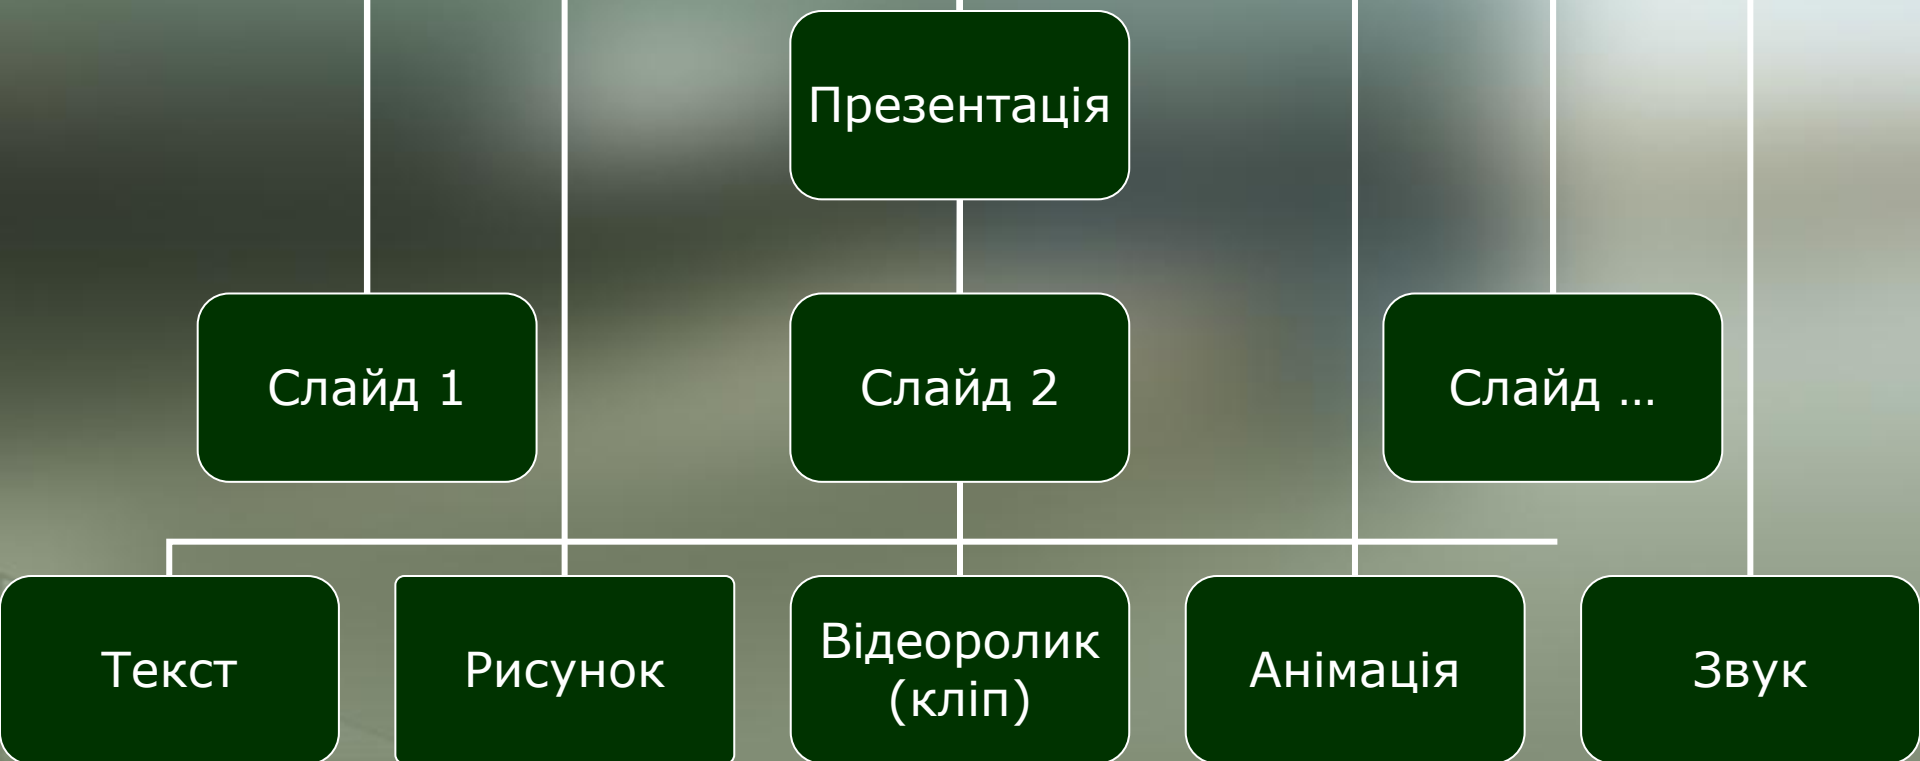 Презентація
Слайд 1
Слайд 2
Слайд ...
Текст
Рисунок
Відеоролик
(кліп)
Анімація
Звук